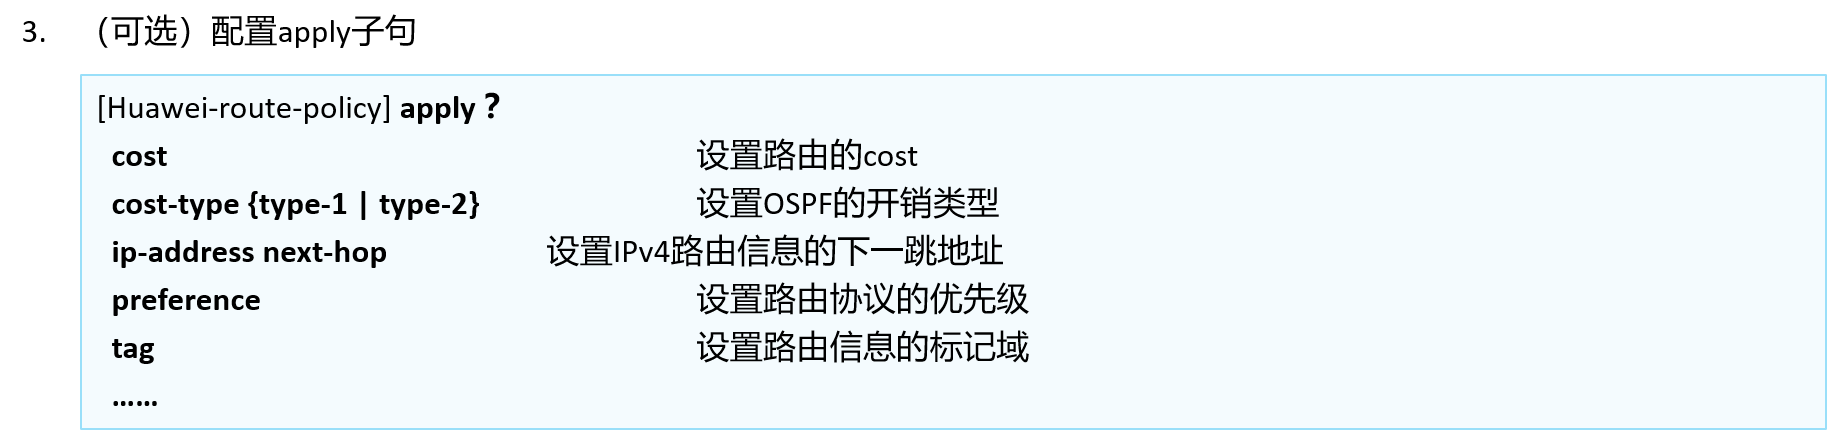 3. （可选）配置apply子句
[Huawei-route-policy] apply ?
cost 设置路由的cost
cost-type {type-1 | type-2} 设置OSPF的开销类型
ip-address next-hop 设置IPv4路由信息的下一跳地址
preference 设置路由协议的优先级
tag 设置路由信息的标记域
……